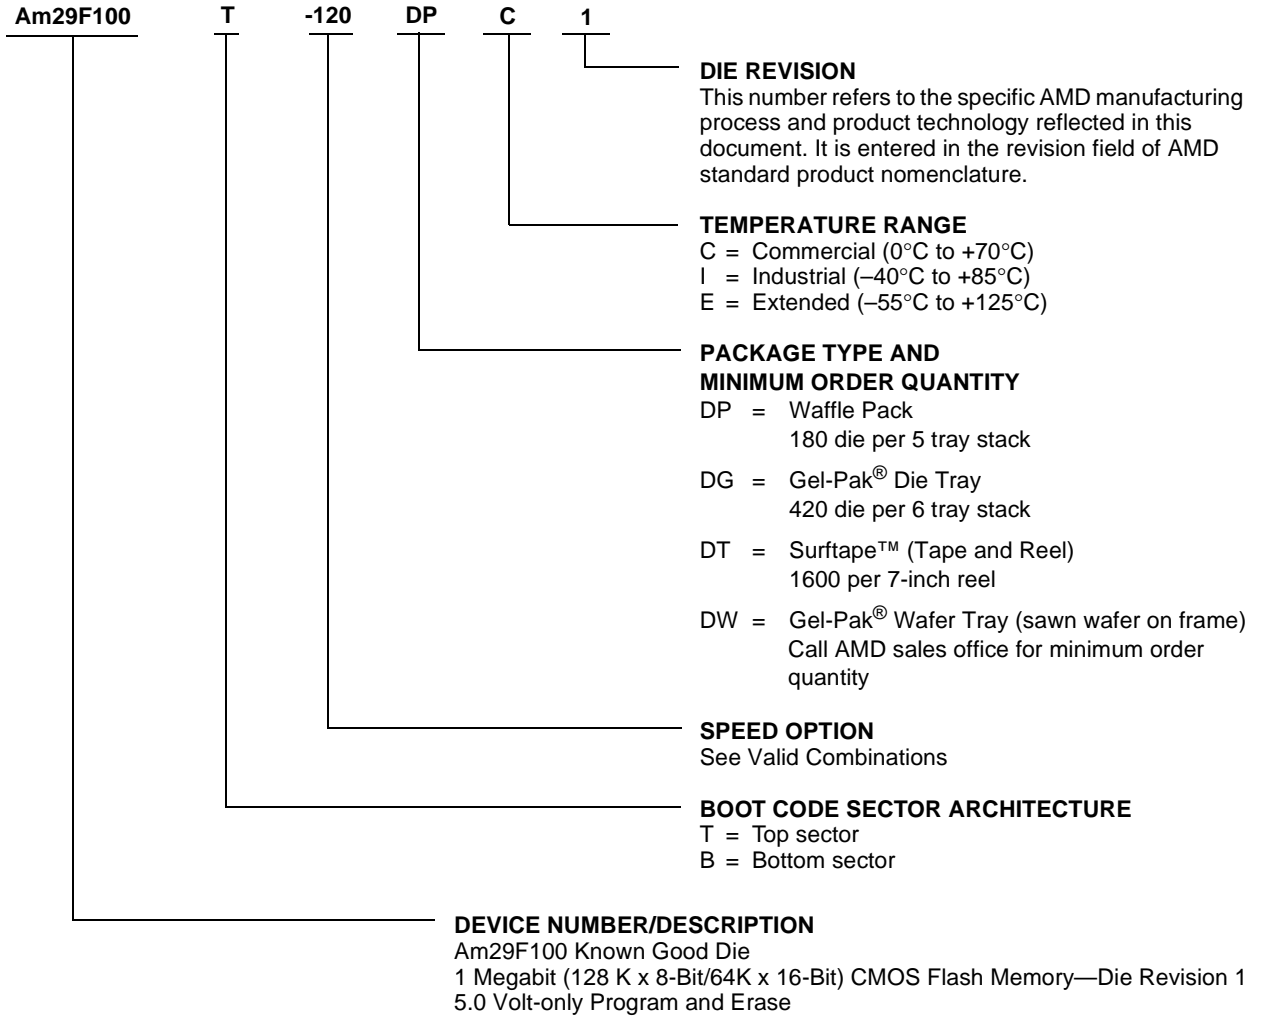 Am29F100 T -120 DP C 1
DIE REVISION
This number refers to the specific AMD manufacturing
process and product technology reflected in this
document. It is entered in the revision field of AMD
standard product nomenclature.
TEMPERATURE RANGE
C = Commercial (0°C to +70°C)
I = Industrial (–40°C to +85°C)
E = Extended (–55°C to +125°C)
PACKAGE TYPE AND
MINIMUM ORDER QUANTITY
DP = Waffle Pack
180 die per 5 tray stack
DG = Gel-Pak® Die Tray
420 die per 6 tray stack
DT = Surftape™ (Tape and Reel)
1600 per 7-inch reel
DW = Gel-Pak® Wafer Tray (sawn wafer on frame)
Call AMD sales office for minimum order
quantity
SPEED OPTION
See Valid Combinations
BOOT CODE SECTOR ARCHITECTURE
T = Top sector
B = Bottom sector
DEVICE NUMBER/DESCRIPTION
Am29F100 Known Good Die
1 Megabit (128 K x 8-Bit/64K x 16-Bit) CMOS Flash Memory—Die Revision 1
5.0 Volt-only Program and Erase